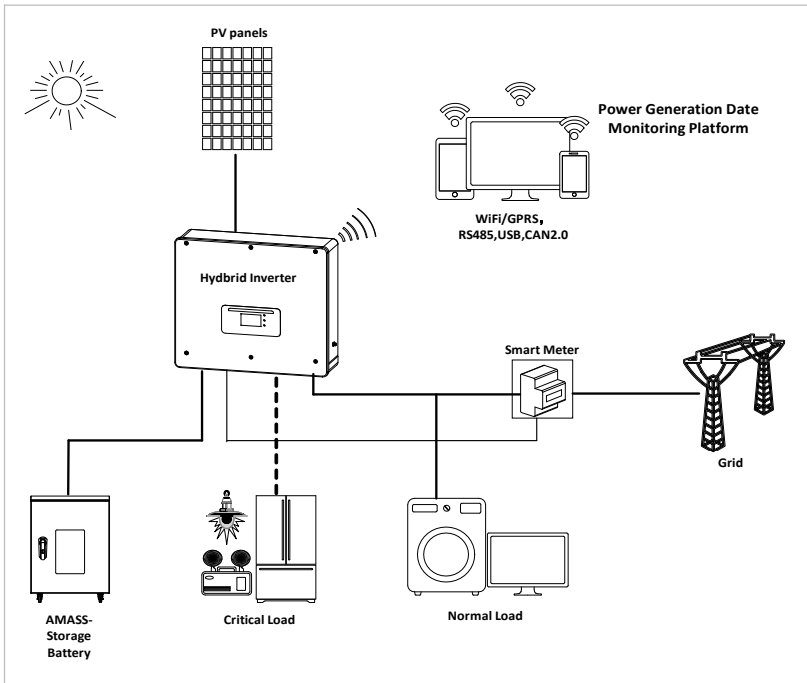 PV panels
Power Generation Date
Monitoring Platform
WiFi/GPRS,
RS485,USB,CAN2.0
Hydbrid Inverter
Smart Meter
Grid
AMASS-
Storage
Battery
Critical Load
Normal Load